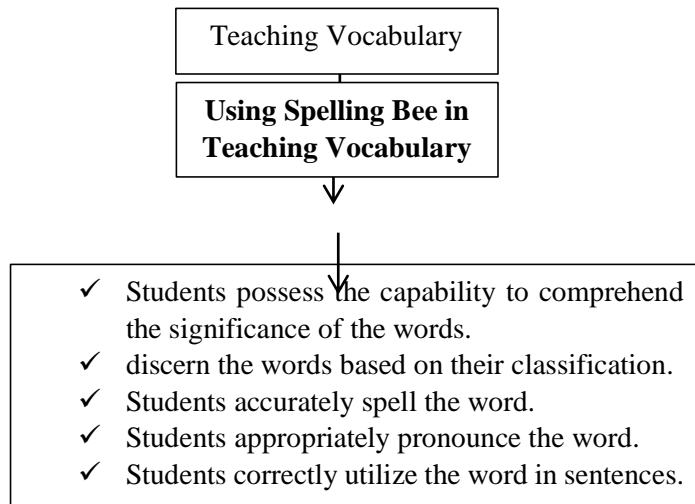 Teaching Vocabulary
Using Spelling Bee in
Teaching Vocabulary
✓ Students possess the capability to comprehend
the significance of the words.
✓ discern the words based on their classification.
✓ Students accurately spell the word.
✓ Students appropriately pronounce the word.
✓ Students correctly utilize the word in sentences.